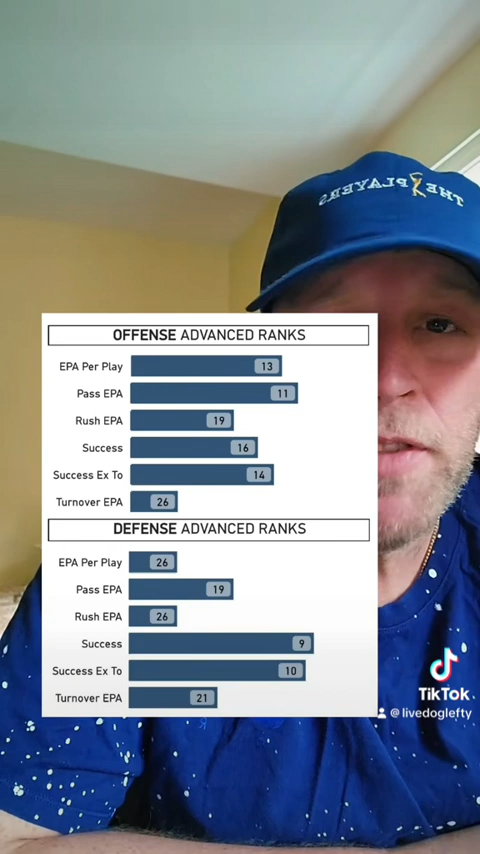 THE PLAYERS
OFFENSE ADVANCED RANKS
EPA Per Play 13
Pass EPA 11
Rush EPA 19
Success 16
Success Ex To 14
Turnover EPA 26
DEFENSE ADVANCED RANKS
EPA Per Play 26
Pass EPA 19
Rush EPA 26
Success 9
Success Ex To 10
Turnover EPA 21
TikTok
@livedoglefty